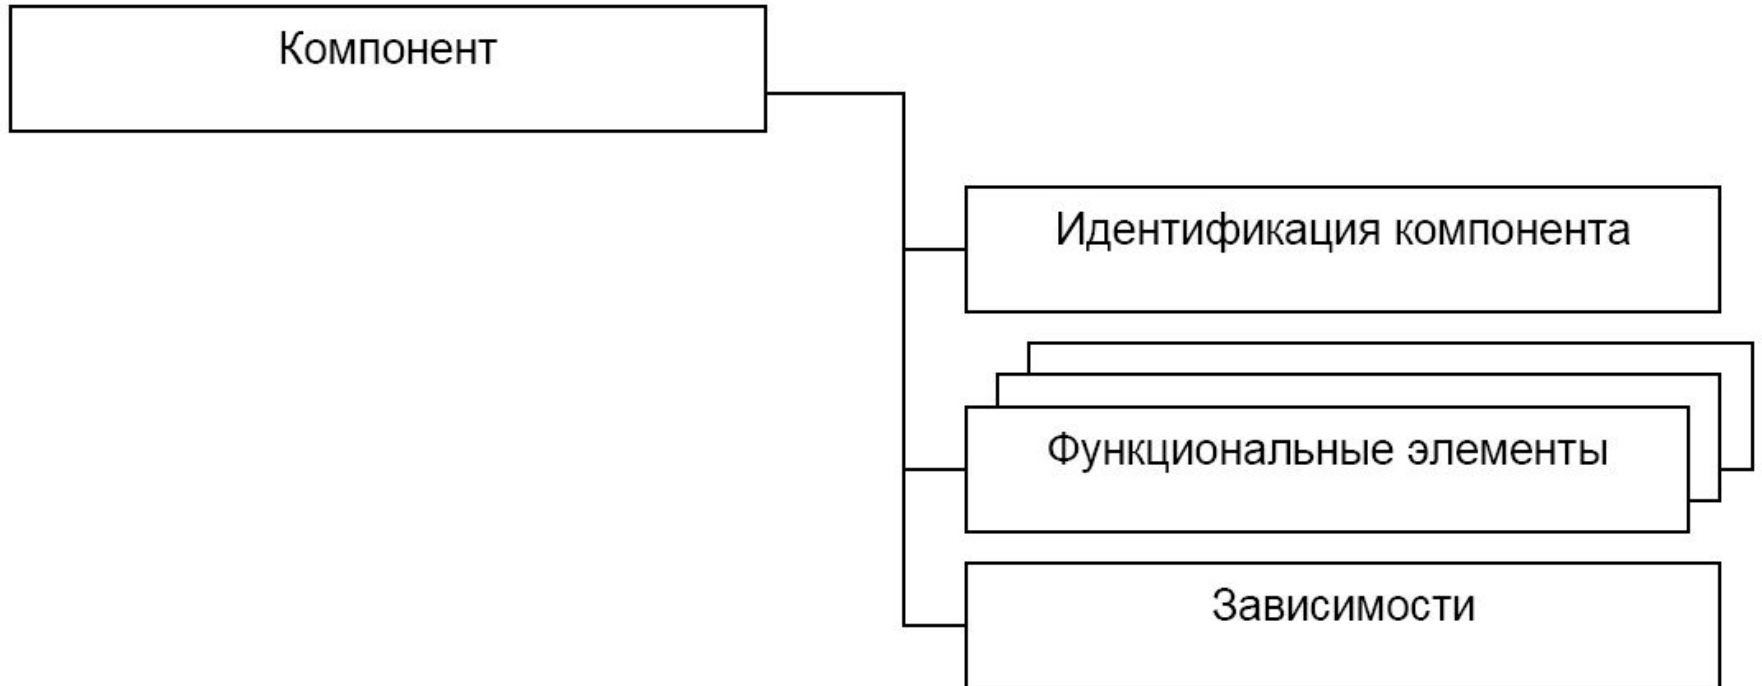 Компонент
Идентификация компонента
Функциональные элементы
Зависимости